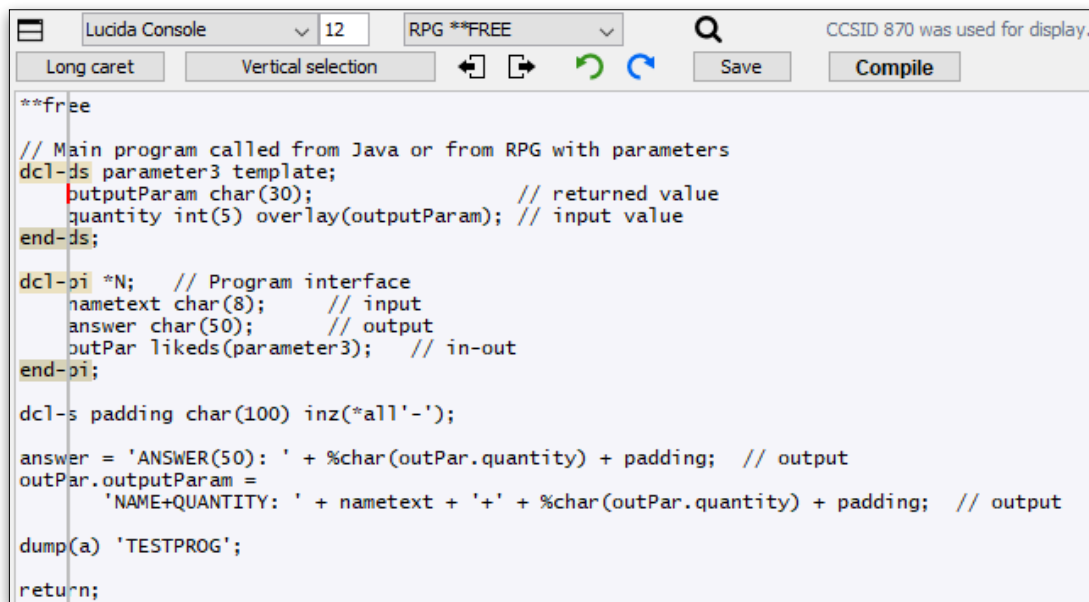 Lucida Console 12 RPG **FREE CCSID 870 was used for display.
Long caret Vertical selection Save Compile
**free
// Main program called from Java or from RPG with parameters
dcl-ds parameter3 template;
    outputParam char(30);                 // returned value
    quantity int(5) overlay(outputParam); // input value
end-ds;
dcl-pi *N;   // Program interface
    nametext char(8);      // input
    answer char(50);       // output
    outPar likeds(parameter3);   // in-out
end-pi;
dcl-s padding char(100) inz(*all'-');
answer = 'ANSWER(50): ' + %char(outPar.quantity) + padding;  // output
outPar.outputParam =
        'NAME+QUANTITY: ' + nametext + '+' + %char(outPar.quantity) + padding;  // output
dump(a) 'TESTPROG';
return;